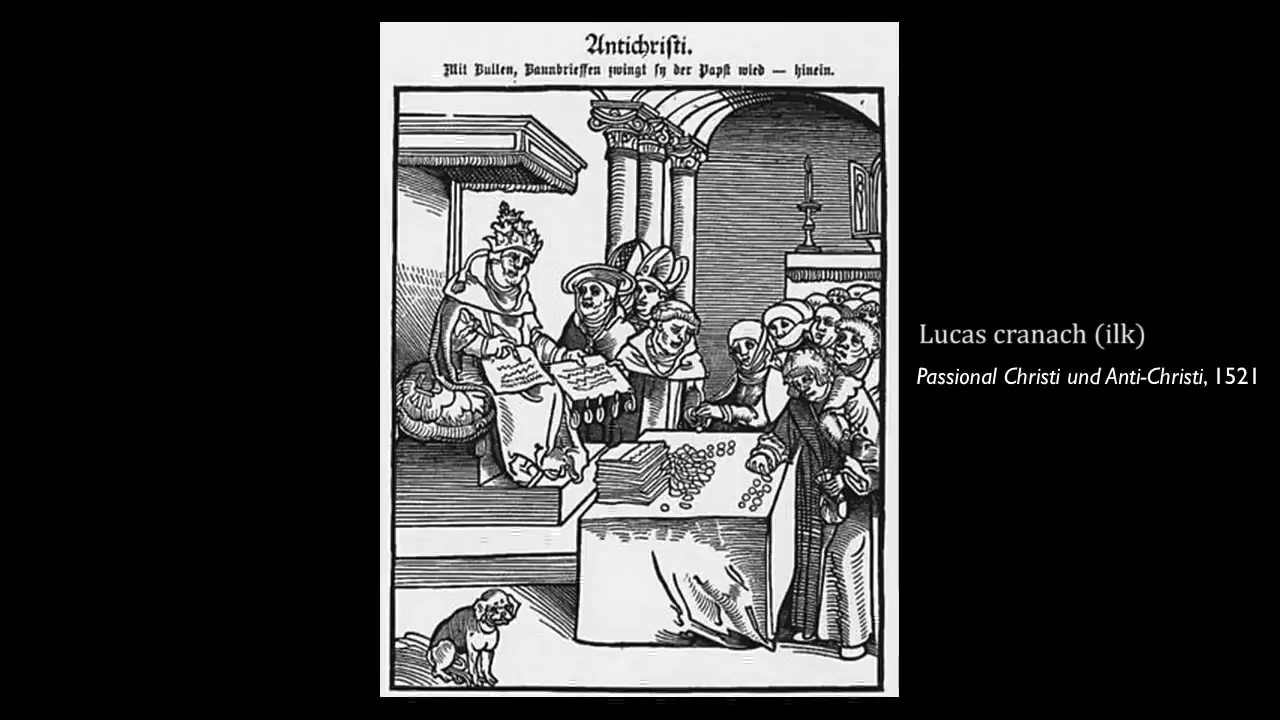 Antichriſti.
Mit Bullen, Bannbrieffen zwingt ſy der Papſt wied — hinein.
Lucas cranach (ilk)
Passional Christi und Anti-Christi, 1521